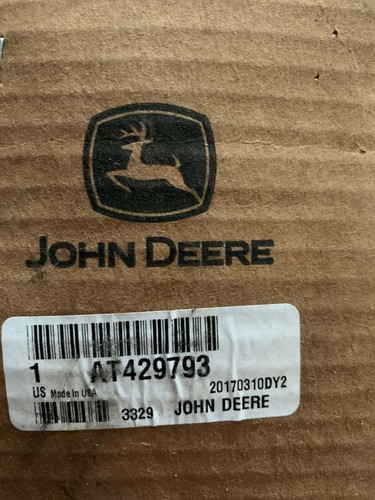 JOHN DEERE
1 AT429793
US Made in USA 20170310DY2
3329 JOHN DEERE